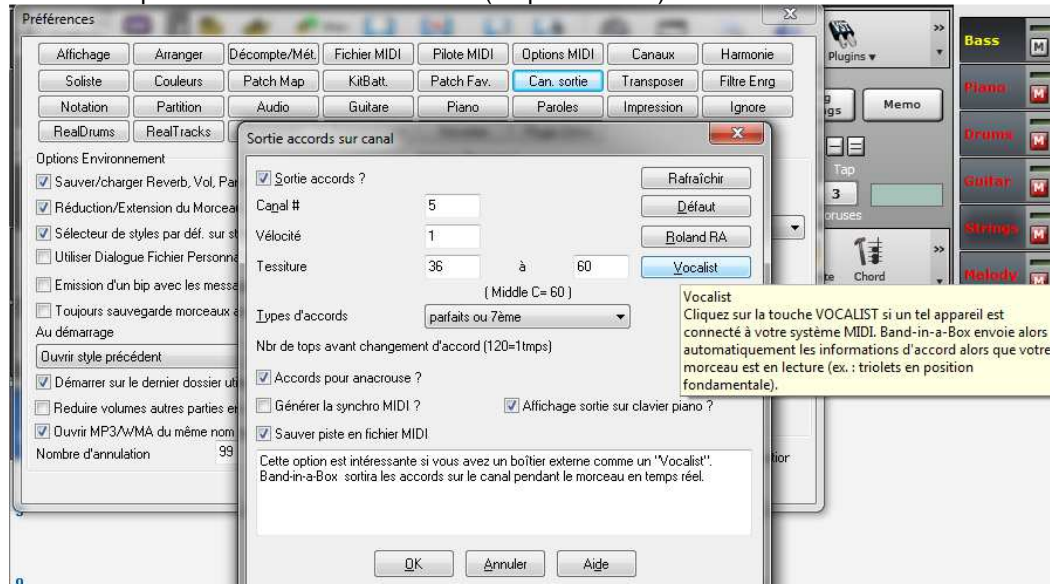 Préférences
Affichage Arranger Décompte/Mét. Fichier MIDI Pilote MIDI Options MIDI Canaux Harmonie
Soliste Couleurs Patch Map KitBatt. Patch Fav. Can. sortie Transposer Filtre Enrg
Notation Partition Audio Guitare Piano Paroles Impression Ignore
RealDrums RealTracks
Options Environnement
Sauver/charger Reverb, Vol, Pa
Réduction/Extension du Morcea
Sélecteur de styles par déf. sur st
Utiliser Dialogue Fichier Personn
Emission d'un bip avec les mess
Toujours sauvegarde morceaux
Au démarrage
Ouvrir style précédent
Démarrer sur le dernier dossier uti
Reduire volumes autres parties e
Ouvrir MP3/WMA du même nom
Nombre d'annulation 99
Sortie accords sur canal
Sortie accords ?
Rafraîchir
Canal # 5
Défaut
Vélocité 1
Roland RA
Tessiture 36 à 60
Vocalist
( Middle C= 60 )
Types d'accords parfaits ou 7ème
Nbr de tops avant changement d'accord (120=1tmps)
Accords pour anacrouse ?
Générer la synchro MIDI ?
Affichage sortie sur clavier piano ?
Sauver piste en fichier MIDI
Cette option est intéressante si vous avez un boîtier externe comme un "Vocalist".
Band-in-a-Box sortira les accords sur le canal pendant le morceau en temps réel.
OK Annuler Aide
Vocalist
Cliquez sur la touche VOCALIST si un tel appareil est
connecté à votre système MIDI. Band-in-a-Box envoie alors
automatiquement les informations d'accord alors que votre
morceau est en lecture (ex. : triolets en position
fondamentale).
Plugins
Memo
Tap
3
oruses
Chord
Bass M
Piano M
Drums M
Guitar M
Strings M
Melody M